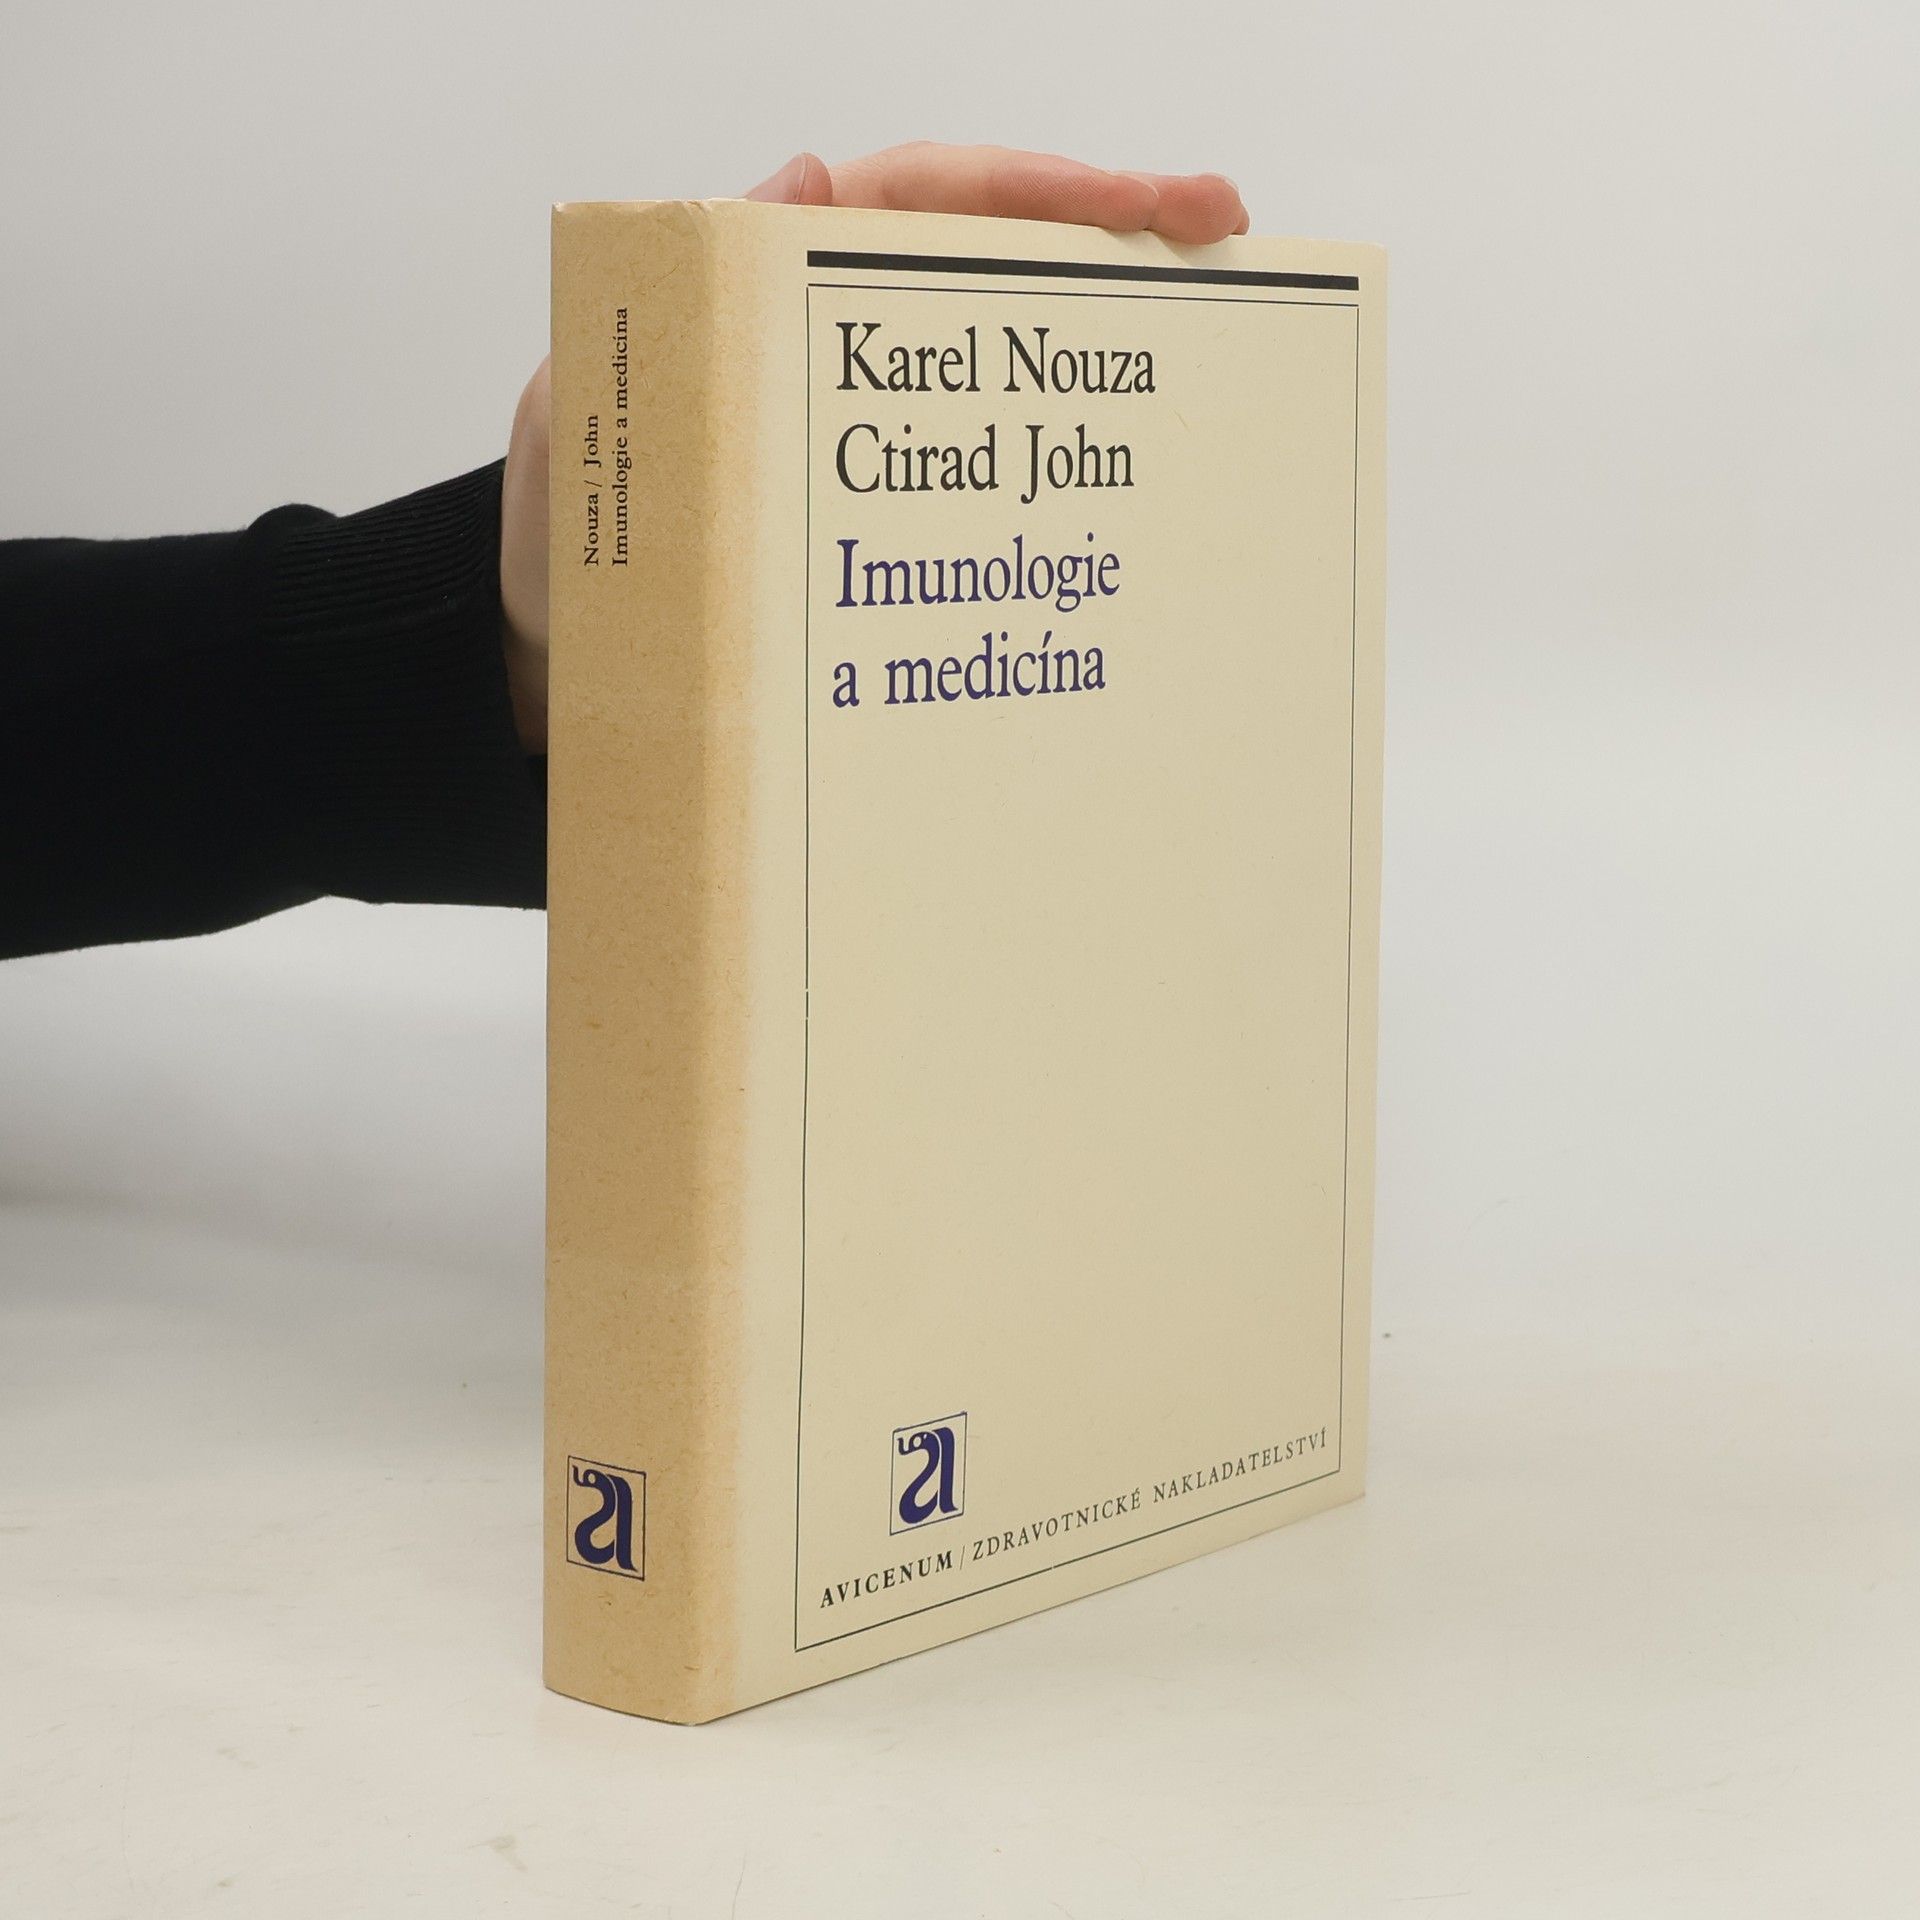 Nouza / John
Imunologie a medicína
Karel Nouza
Ctirad John
Imunologie
a medicína
AVICENUM / ZDRAVOTNICKÉ NAKLADATELSTVÍ